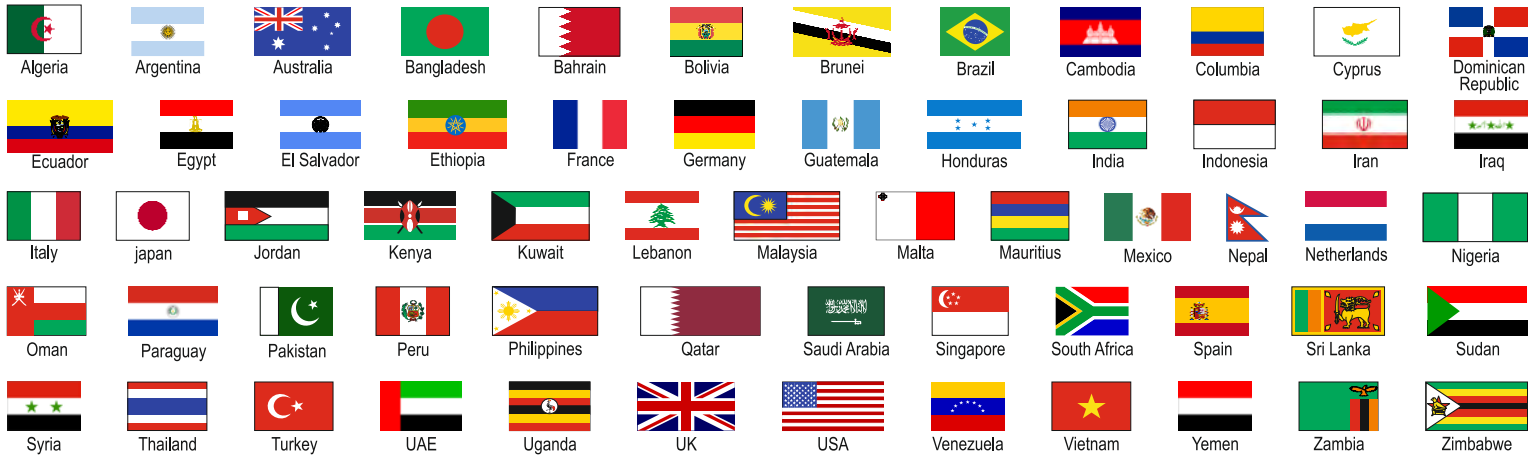 Algeria Argentina Australia Bangladesh Bahrain Bolivia Brunei Brazil Cambodia Columbia Cyprus Dominican
Republic
Ecuador Egypt El Salvador Ethiopia France Germany Guatemala Honduras India Indonesia Iran Iraq
Italy japan Jordan Kenya Kuwait Lebanon Malaysia Malta Mauritius Mexico Nepal Netherlands Nigeria
Oman Paraguay Pakistan Peru Philippines Qatar Saudi Arabia Singapore South Africa Spain Sri Lanka Sudan
Syria Thailand Turkey UAE Uganda UK USA Venezuela Vietnam Yemen Zambia Zimbabwe